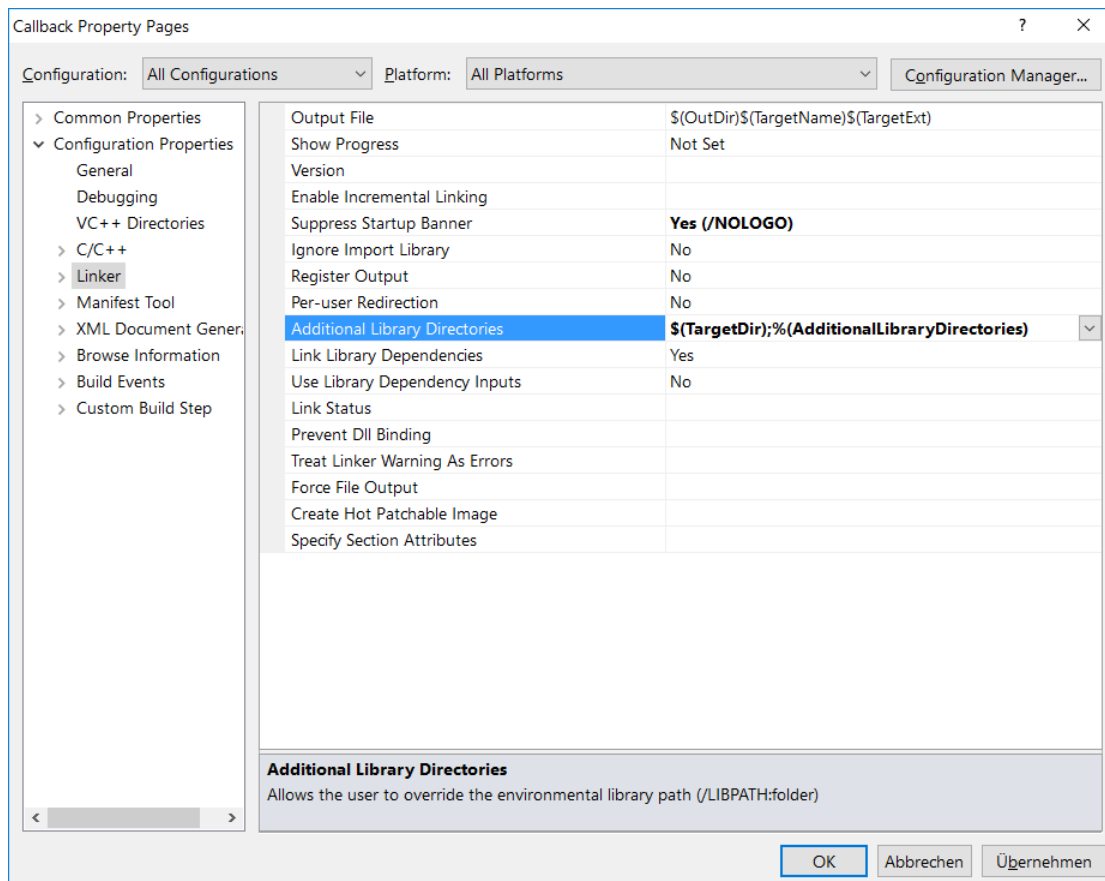 Callback Property Pages
?
Configuration: All Configurations Platform: All Platforms Configuration Manager...
Common Properties
Configuration Properties
General
Debugging
VC++ Directories
C/C++
Linker
Manifest Tool
XML Document Genera
Browse Information
Build Events
Custom Build Step
Output File $(OutDir)$(TargetName)$(TargetExt)
Show Progress Not Set
Version
Enable Incremental Linking
Suppress Startup Banner Yes (/NOLOGO)
Ignore Import Library No
Register Output No
Per-user Redirection No
Additional Library Directories $(TargetDir);%(AdditionalLibraryDirectories)
Link Library Dependencies Yes
Use Library Dependency Inputs No
Link Status
Prevent Dll Binding
Treat Linker Warning As Errors
Force File Output
Create Hot Patchable Image
Specify Section Attributes
Additional Library Directories
Allows the user to override the environmental library path (/LIBPATH:folder)
OK Abbrechen Übernehmen